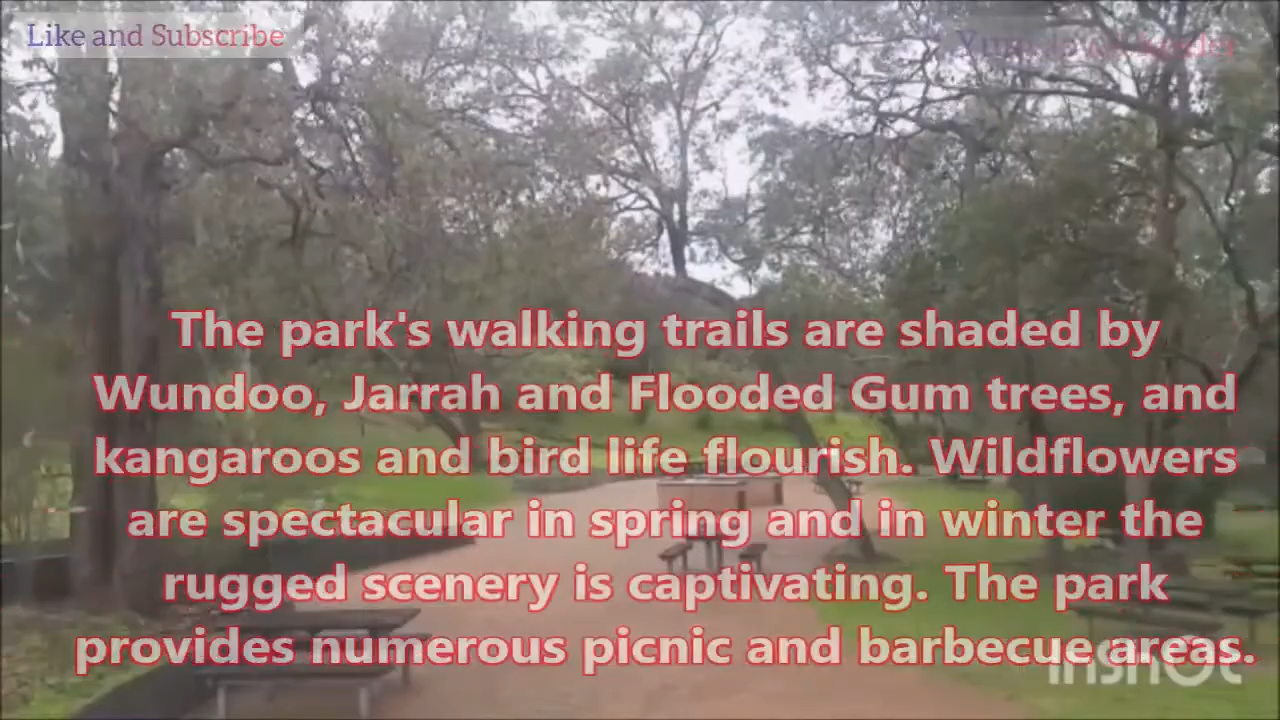 Like and Subscribe
The park's walking trails are shaded by
Wundoo, Jarrah and Flooded Gum trees, and
kangaroos and bird life flourish. Wildflowers
are spectacular in spring and in winter the
rugged scenery is captivating. The park
provides numerous picnic and barbecue areas.
InShOt